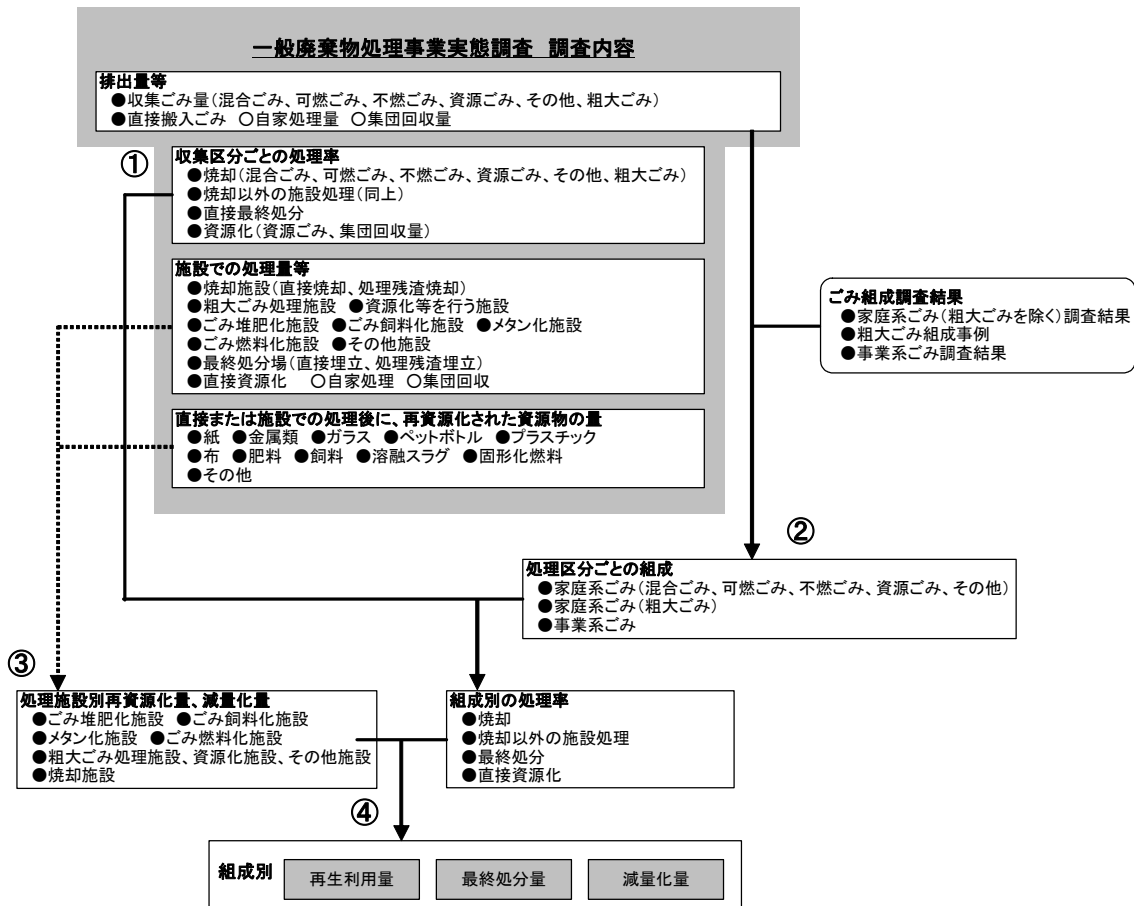 一般廃棄物処理事業実態調査 調査内容
排出量等
●収集ごみ量(混合ごみ、可燃ごみ、不燃ごみ、資源ごみ、その他、粗大ごみ)
●直接搬入ごみ ○自家処理量 ○集団回収量
①
収集区分ごとの処理率
●焼却(混合ごみ、可燃ごみ、不燃ごみ、資源ごみ、その他、粗大ごみ)
●焼却以外の施設処理(同上)
●直接最終処分
●資源化(資源ごみ、集団回収量)
施設での処理量等
●焼却施設(直接焼却、処理残渣焼却)
●粗大ごみ処理施設 ●資源化等を行う施設
●ごみ堆肥化施設 ●ごみ飼料化施設 ●メタン化施設
●ごみ燃料化施設 ●その他施設
●最終処分場(直接埋立、処理残渣埋立)
●直接資源化 ○自家処理 ○集団回収
ごみ組成調査結果
●家庭系ごみ(粗大ごみを除く)調査結果
●粗大ごみ組成事例
●事業系ごみ調査結果
直接または施設での処理後に、再資源化された資源物の量
●紙 ●金属類 ●ガラス ●ペットボトル ●プラスチック
●布 ●肥料 ●飼料 ●溶融スラグ ●固形化燃料
●その他
②
処理区分ごとの組成
●家庭系ごみ(混合ごみ、可燃ごみ、不燃ごみ、資源ごみ、その他)
●家庭系ごみ(粗大ごみ)
●事業系ごみ
③
処理施設別再資源化量、減量化量
●ごみ堆肥化施設 ●ごみ飼料化施設
●メタン化施設 ●ごみ燃料化施設
●粗大ごみ処理施設、資源化施設、その他施設
●焼却施設
組成別の処理率
●焼却
●焼却以外の施設処理
●最終処分
●直接資源化
④
組成別 再生利用量 最終処分量 減量化量